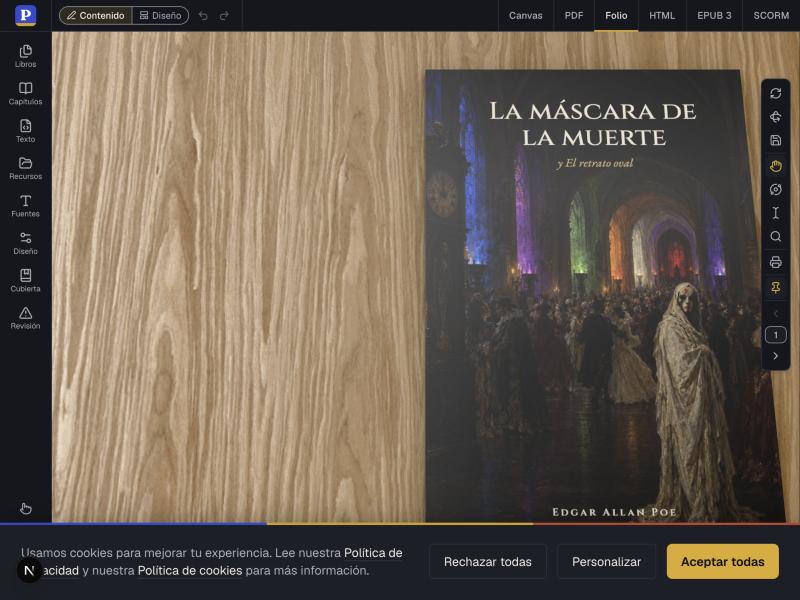 P
Contenido
Diseño
Canvas
PDF
Folio
HTML
EPUB 3
SCORM
Libros
Capítulos
Texto
Recursos
Fuentes
Diseño
Cubierta
Revisión
La máscara de
la muerte
y El retrato oval
Edgar Allan Poe
1
Usamos cookies para mejorar tu experiencia. Lee nuestra Política de
acidad y nuestra Política de cookies para más información.
N
Rechazar todas
Personalizar
Aceptar todas